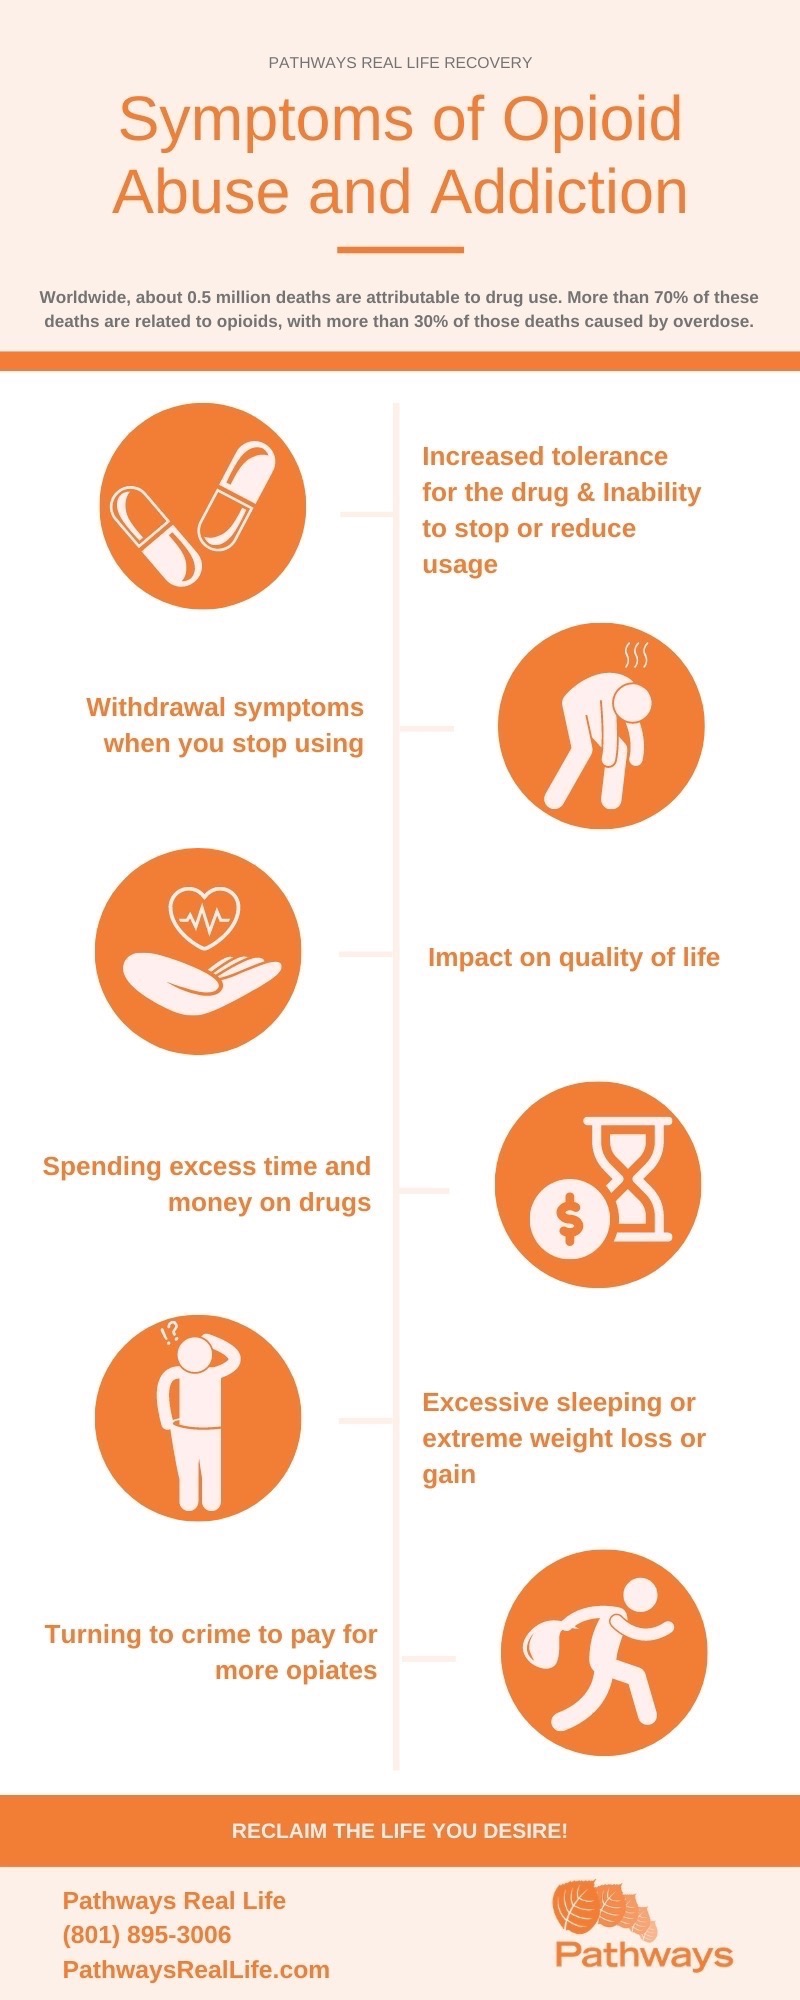 PATHWAYS REAL LIFE RECOVERY
Symptoms of Opioid
Abuse and Addiction
Worldwide, about 0.5 million deaths are attributable to drug use. More than 70% of these
deaths are related to opioids, with more than 30% of those deaths caused by overdose.
Increased tolerance
for the drug & Inability
to stop or reduce
usage
Withdrawal symptoms
when you stop using
Impact on quality of life
Spending excess time and
money on drugs
$
!?
Excessive sleeping or
extreme weight loss or
gain
Turning to crime to pay for
more opiates
RECLAIM THE LIFE YOU DESIRE!
Pathways Real Life
(801) 895-3006
PathwaysRealLife.com
Pathways